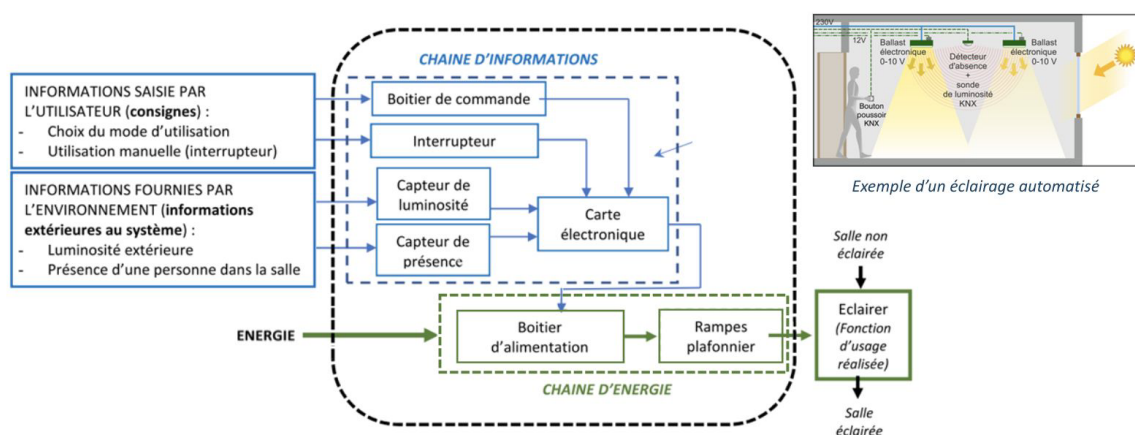 CHAINE D'INFORMATIONS
INFORMATIONS SAISIE PAR
L'UTILISATEUR (consignes) :
- Choix du mode d'utilisation
- Utilisation manuelle (interrupteur)
INFORMATIONS FOURNIES PAR
L'ENVIRONNEMENT (informations
extérieures au système) :
- Luminosité extérieure
- Présence d'une personne dans la salle
Boitier de commande
Interrupteur
Capteur de
luminosité
Capteur de
présence
Carte
électronique
ENERGIE
Boitier
d'alimentation
Rampes
plafonnier
CHAINE D'ENERGIE
230V
12V
Ballast
électronique
0-10 V
Détecteur
d'absence
+
sonde
de luminosité
KNX
Ballast
électronique
0-10 V
Bouton
poussoir
KNX
Exemple d'un éclairage automatisé
Salle non
éclairée
Eclairer
(Fonction
d'usage
réalisée)
Salle
éclairée